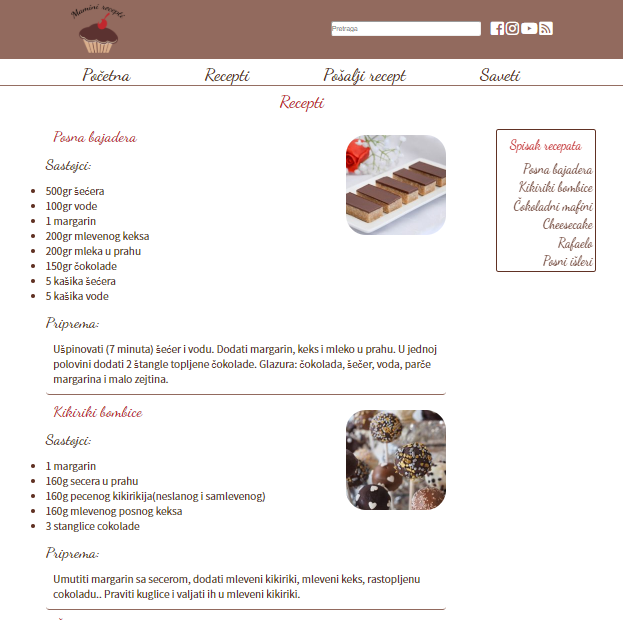 Mamini recepti
Pretraga
Početna Recepti Pošalji recept Saveti
Recepti
Posna bajadera
Sastojci:
500gr šećera
100gr vode
1 margarin
200gr mlevenog keksa
200gr mleka u prahu
150gr čokolade
5 kašika šećera
5 kašika vode
Priprema:
Ušpinovati (7 minuta) šećer i vodu. Dodati margarin, keks i mleko u prahu. U jednoj
polovini dodati 2 štangle topljene čokolade. Glazura: čokolada, šećer, voda, parče
margarina i malo zejtina.
Kikiriki bombice
Sastojci:
1 margarin
160g secera u prahu
160g pecenog kikirikija(neslanog i samlevenog)
160g mlevenog posnog keksa
3 stanglice cokolade
Priprema:
Umutiti margarin sa secerom, dodati mleveni kikiriki, mleveni keks, rastopljenu
cokoladu.. Praviti kuglice i valjati ih u mleveni kikiriki.
Spisak recepata
Posna bajadera
Kikiriki bombice
Čokoladni mafini
Cheesecake
Rafaelo
Posni išleri